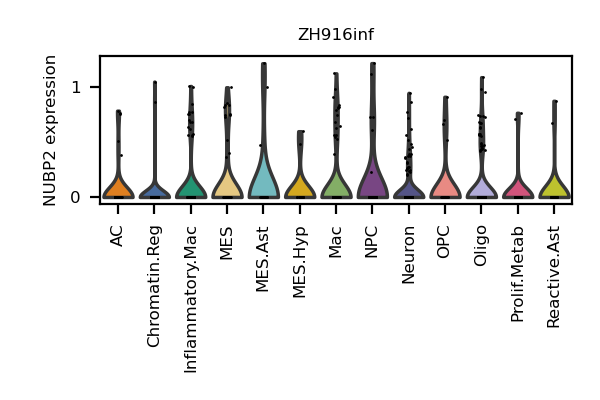 ZH916inf
NUBP2 expression
1
0
AC
Chromatin.Reg
Inflammatory.Mac
MES
MES.Ast
MES.Hyp
Mac
NPC
Neuron
OPC
Oligo
Prolif.Metab
Reactive.Ast